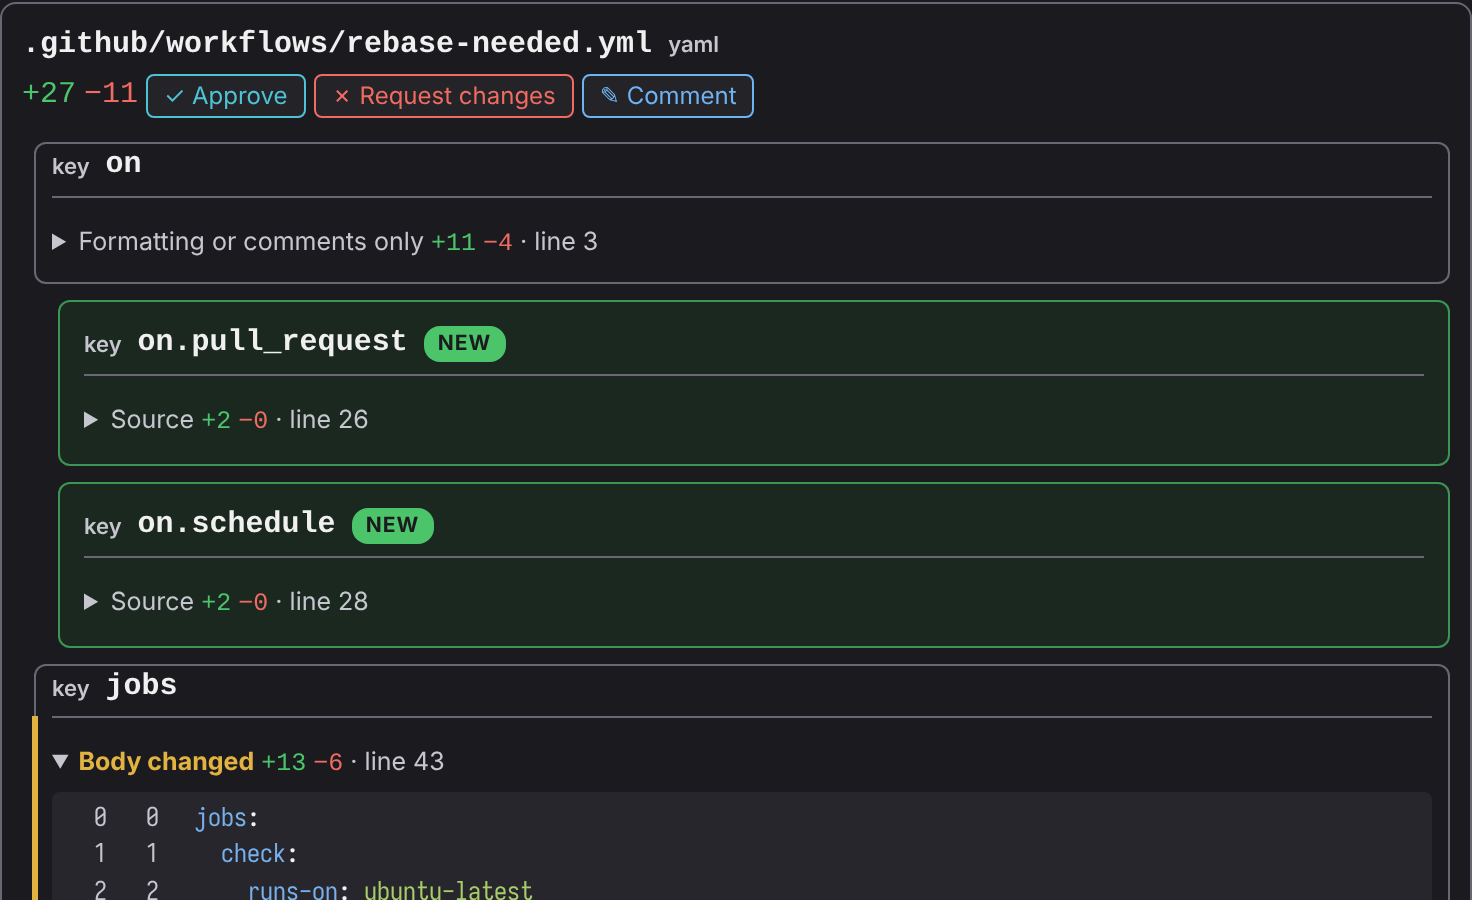 .github/workflows/rebase-needed.yml yaml
+27 −11 ✓ Approve × Request changes ✎ Comment
key on
▶ Formatting or comments only +11 −4 · line 3
key on.pull_request NEW
▶ Source +2 −0 · line 26
key on.schedule NEW
▶ Source +2 −0 · line 28
key jobs
▼ Body changed +13 −6 · line 43
0 0 jobs:
1 1 check:
2 2 runs-on: ubuntu-latest